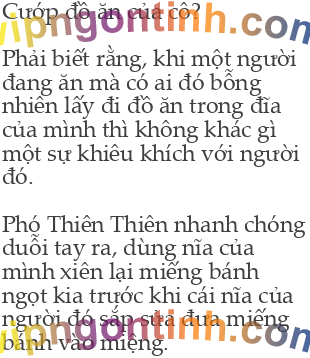 Cướp đồ ăn của cô?
vipngontinh.com
Phải biết rằng, khi một người
đang ăn mà có ai đó bỗng
nhiên lấy đi đồ ăn trong đĩa
của mình thì không khác gì
một sự khiêu khích với người
đó.
Phó Thiên Thiên nhanh chóng
duỗi tay ra, dùng nĩa của
mình xiên lại miếng bánh
ngọt kia trước khi cái nĩa của
người đó sắp sửa đưa miếng
vipngontinh.com
bánh vào miệng.